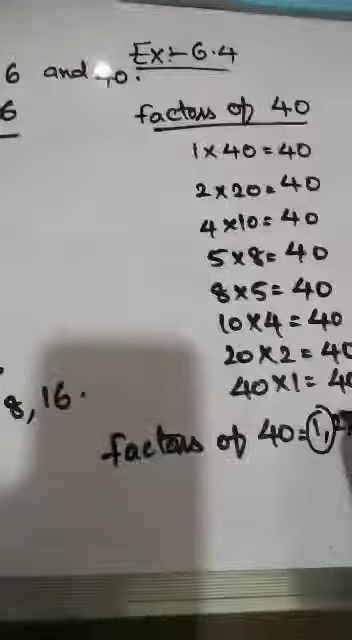 Ex:- 6.4
6 and 40.
6
factors of 40
1 x 40 = 40
2 x 20 = 40
4 x 10 = 40
5 x 8 = 40
8 x 5 = 40
10 x 4 = 40
20 x 2 = 40
40 x 1 = 40
8, 16.
factors of 40 = 1, 2